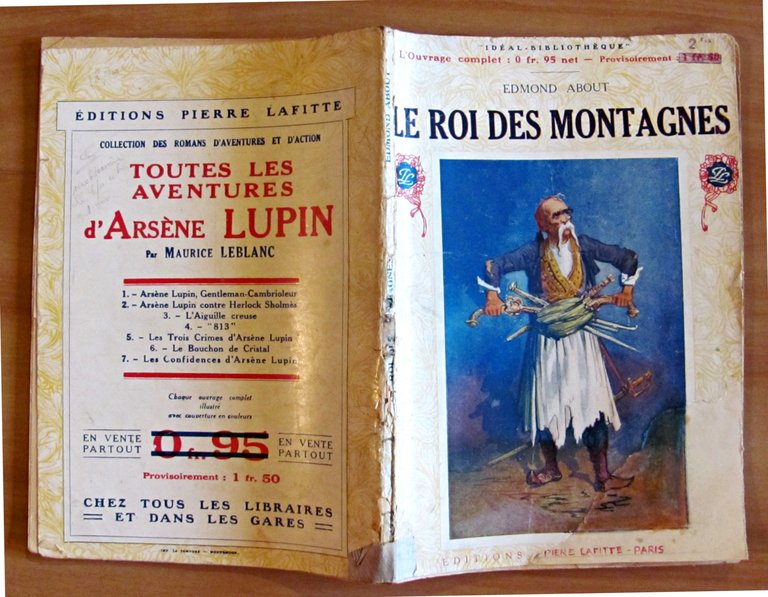 ÉDITIONS PIERRE LAFITTE
COLLECTION DES ROMANS D'AVENTURES ET D'ACTION
TOUTES LES
AVENTURES
d'ARSÈNE LUPIN
Par MAURICE LEBLANC
1. - Arsène Lupin, Gentleman-Cambrioleur
2. - Arsène Lupin contre Herlock Sholmès
3. - L'Aiguille creuse
4. - "813"
5. - Les Trois Crimes d'Arsène Lupin
6. - Le Bouchon de Cristal
7. - Les Confidences d'Arsène Lupin
Chaque ouvrage complet
illustré
avec couverture en couleurs
EN VENTE
PARTOUT
0 fr. 95
EN VENTE
PARTOUT
Provisoirement : 1 fr. 50
CHEZ TOUS LES LIBRAIRES
ET DANS LES GARES
EDMOND ABOUT
"IDÉAL-BIBLIOTHÈQUE"
2
L'Ouvrage complet : 0 fr. 95 net - Provisoirement : 1 fr. 50
EDMOND ABOUT
LE ROI DES MONTAGNES
ÉDITIONS PIERE LAFITTE - PARIS